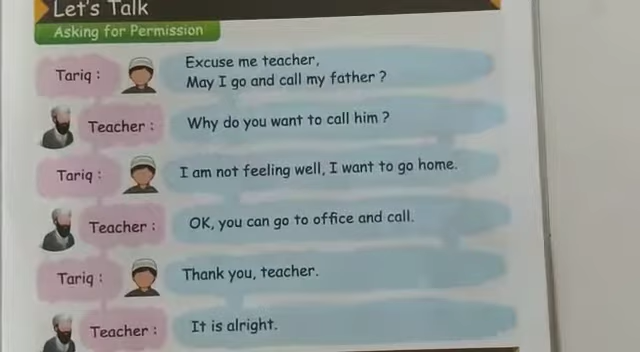 Let's Talk
Asking for Permission
Tariq :
Excuse me teacher,
May I go and call my father ?
Teacher :
Why do you want to call him ?
Tariq :
I am not feeling well, I want to go home.
Teacher :
OK, you can go to office and call.
Tariq :
Thank you, teacher.
Teacher :
It is alright.